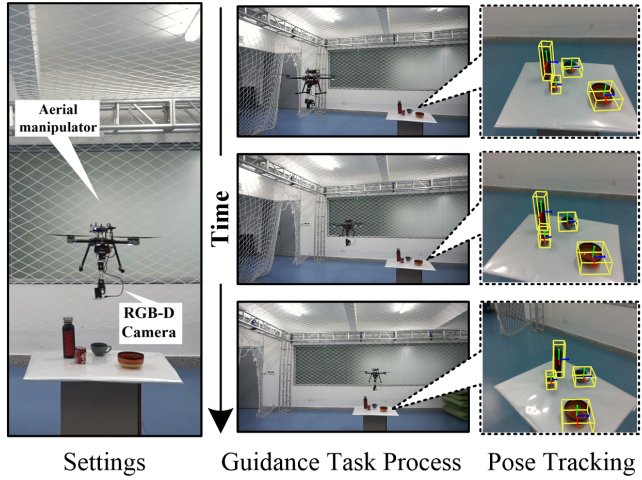 Aerial
manipulator
RGB-D
Camera
Time
Settings
Guidance Task Process
Pose Tracking